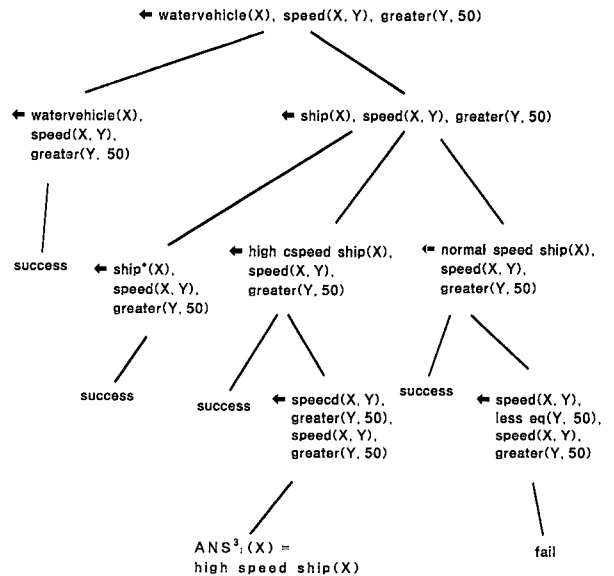 ← watervehicle(X), speed(X, Y), greater(Y, 50)
← watervehicle(X),
speed(X, Y),
greater(Y, 50)
← ship(X), speed(X, Y), greater(Y, 50)
success
← ship*(X),
speed(X, Y),
greater(Y, 50)
← high cspeed ship(X),
speed(X, Y),
greater(Y, 50)
← normal speed ship(X),
speed(X, Y),
greater(Y, 50)
success
success
← speecd(X, Y),
greater(Y, 50),
speed(X, Y),
greater(Y, 50)
success
← speed(X, Y),
less eq(Y, 50),
speed(X, Y),
greater(Y, 50)
ANS³₁(X) =
high speed ship(X)
fail